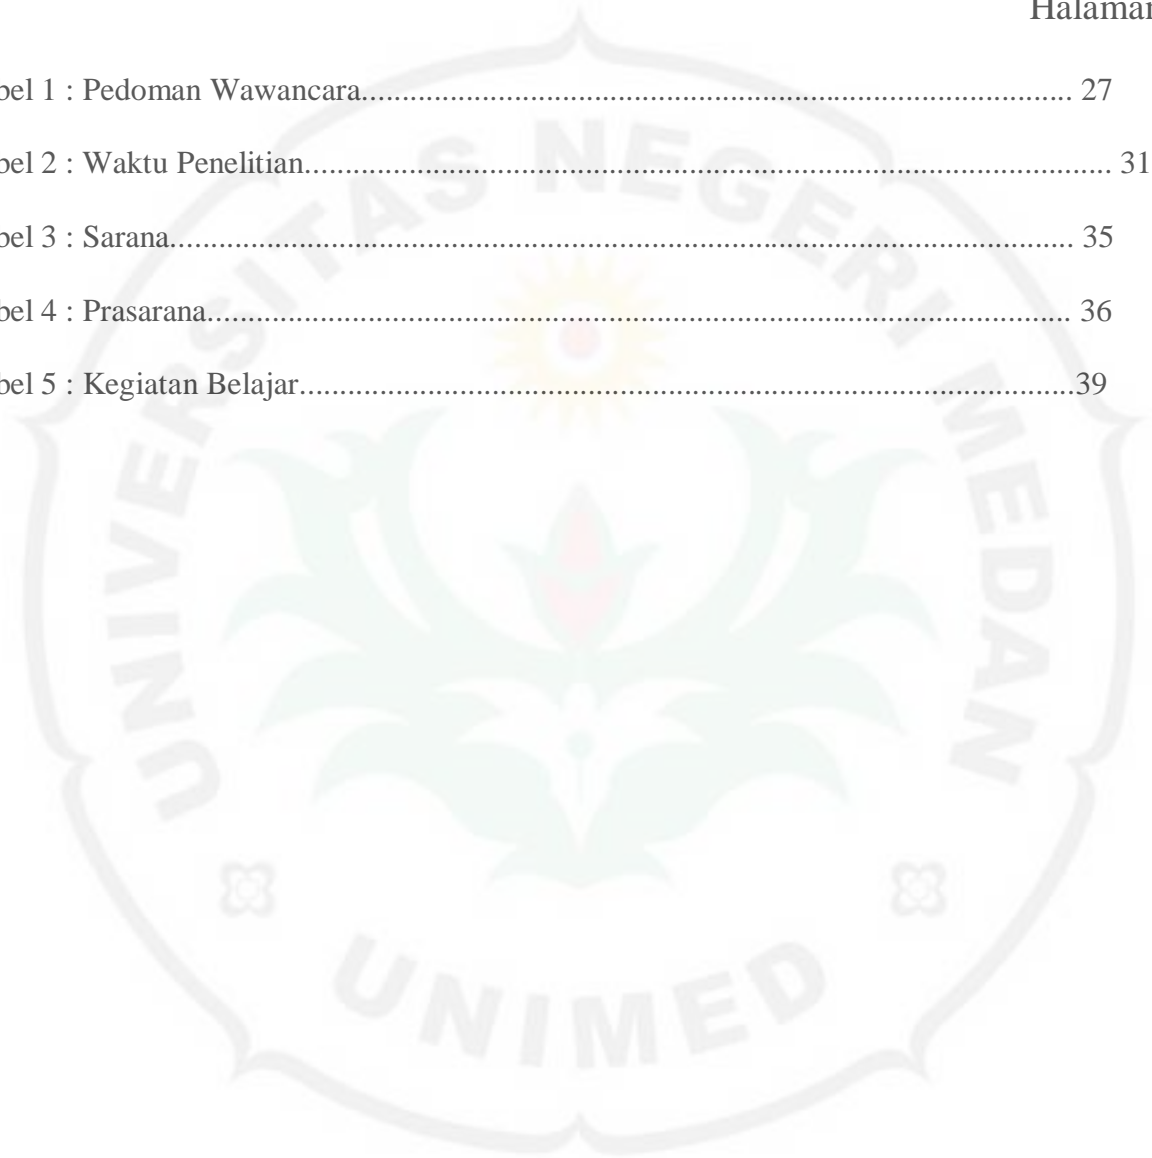 Halaman
bel 1 : Pedoman Wawancara...................................................................................... 27
bel 2 : Waktu Penelitian.................................................................................................. 31
bel 3 : Sarana.............................................................................................................. 35
bel 4 : Prasarana......................................................................................................... 36
bel 5 : Kegiatan Belajar..............................................................................................39
UNIVERSITAS NEGERI MEDAN
UNIMED